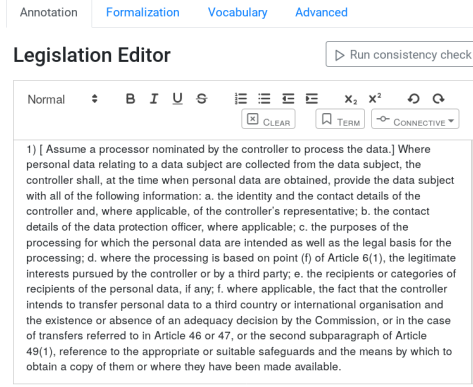 Annotation Formalization Vocabulary Advanced
Legislation Editor
Run consistency check
Normal B I U S x₂ x²
CLEAR TERM CONNECTIVE
1) [ Assume a processor nominated by the controller to process the data.] Where
personal data relating to a data subject are collected from the data subject, the
controller shall, at the time when personal data are obtained, provide the data subject
with all of the following information: a. the identity and the contact details of the
controller and, where applicable, of the controller's representative; b. the contact
details of the data protection officer, where applicable; c. the purposes of the
processing for which the personal data are intended as well as the legal basis for the
processing; d. where the processing is based on point (f) of Article 6(1), the legitimate
interests pursued by the controller or by a third party; e. the recipients or categories of
recipients of the personal data, if any; f. where applicable, the fact that the controller
intends to transfer personal data to a third country or international organisation and
the existence or absence of an adequacy decision by the Commission, or in the case
of transfers referred to in Article 46 or 47, or the second subparagraph of Article
49(1), reference to the appropriate or suitable safeguards and the means by which to
obtain a copy of them or where they have been made available.